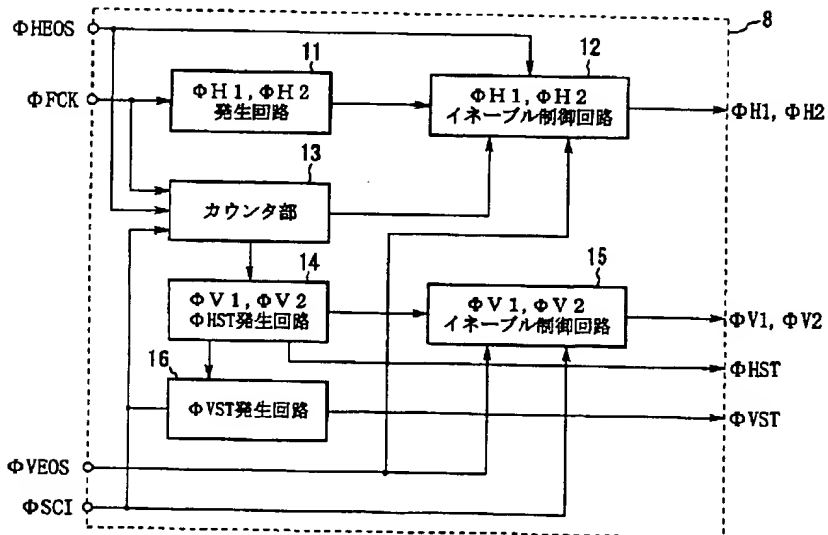 8
ΦHEOS
11
12
ΦFCK
ΦH1, ΦH2
発生回路
ΦH1, ΦH2
イネーブル制御回路
ΦH1, ΦH2
13
カウンタ部
14
15
ΦV1, ΦV2
ΦHST発生回路
ΦV1, ΦV2
イネーブル制御回路
ΦV1, ΦV2
ΦHST
16
ΦVST発生回路
ΦVST
ΦVEOS
ΦSCI